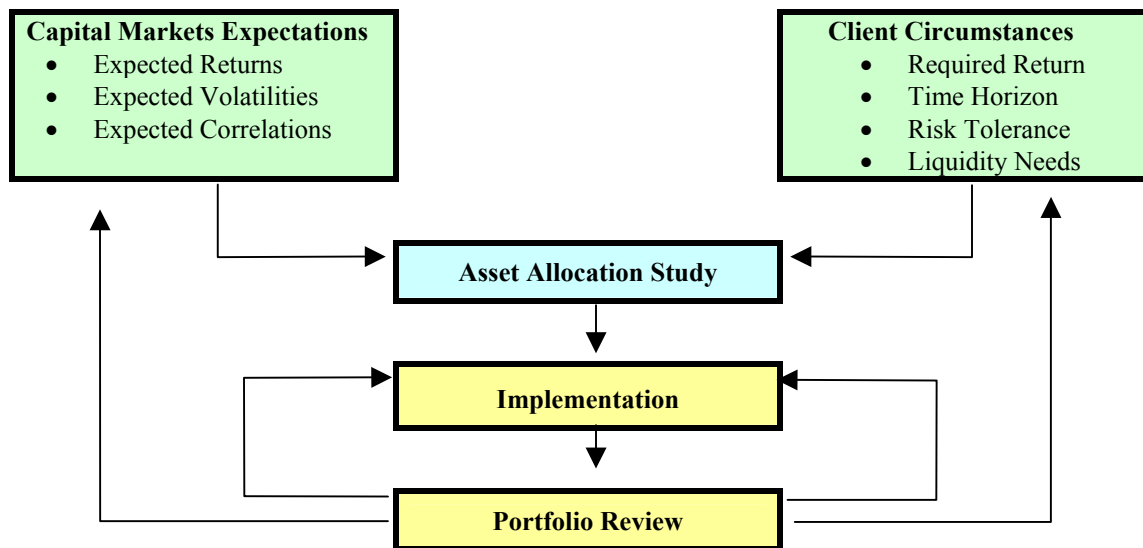 Capital Markets Expectations
• Expected Returns
• Expected Volatilities
• Expected Correlations
Client Circumstances
• Required Return
• Time Horizon
• Risk Tolerance
• Liquidity Needs
Asset Allocation Study
Implementation
Portfolio Review